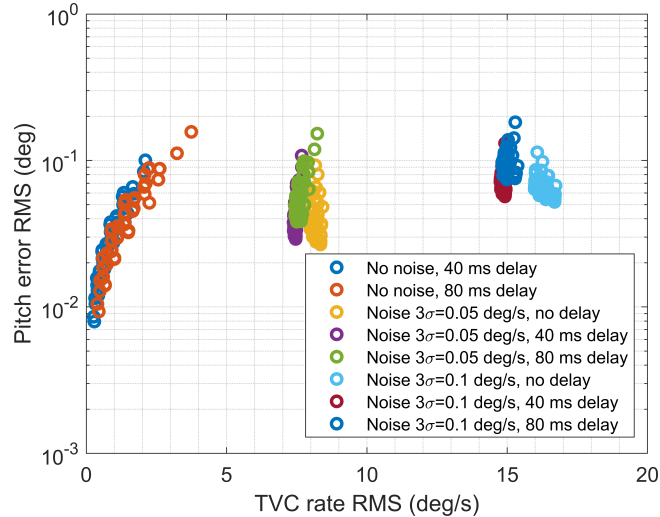 10^0
10^-1
10^-2
10^-3
Pitch error RMS (deg)
No noise, 40 ms delay
No noise, 80 ms delay
Noise 3σ=0.05 deg/s, no delay
Noise 3σ=0.05 deg/s, 40 ms delay
Noise 3σ=0.05 deg/s, 80 ms delay
Noise 3σ=0.1 deg/s, no delay
Noise 3σ=0.1 deg/s, 40 ms delay
Noise 3σ=0.1 deg/s, 80 ms delay
0 5 10 15 20
TVC rate RMS (deg/s)